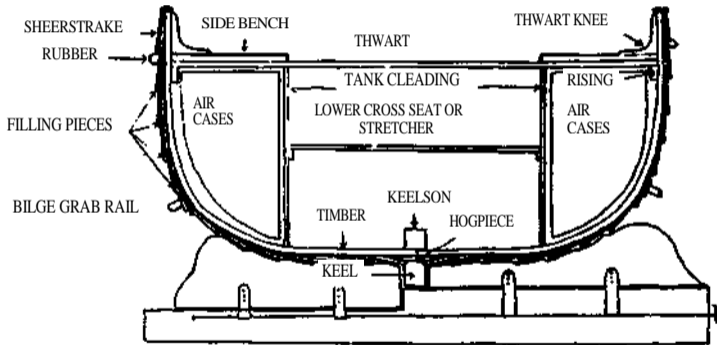 SHEERSTRAKE
SIDE BENCH
THWART KNEE
RUBBER
THWART
TANK CLEADING
RISING
AIR
CASES
LOWER CROSS SEAT OR
STRETCHER
AIR
CASES
FILLING PIECES
KEELSON
BILGE GRAB RAIL
TIMBER
HOGPIECE
KEEL